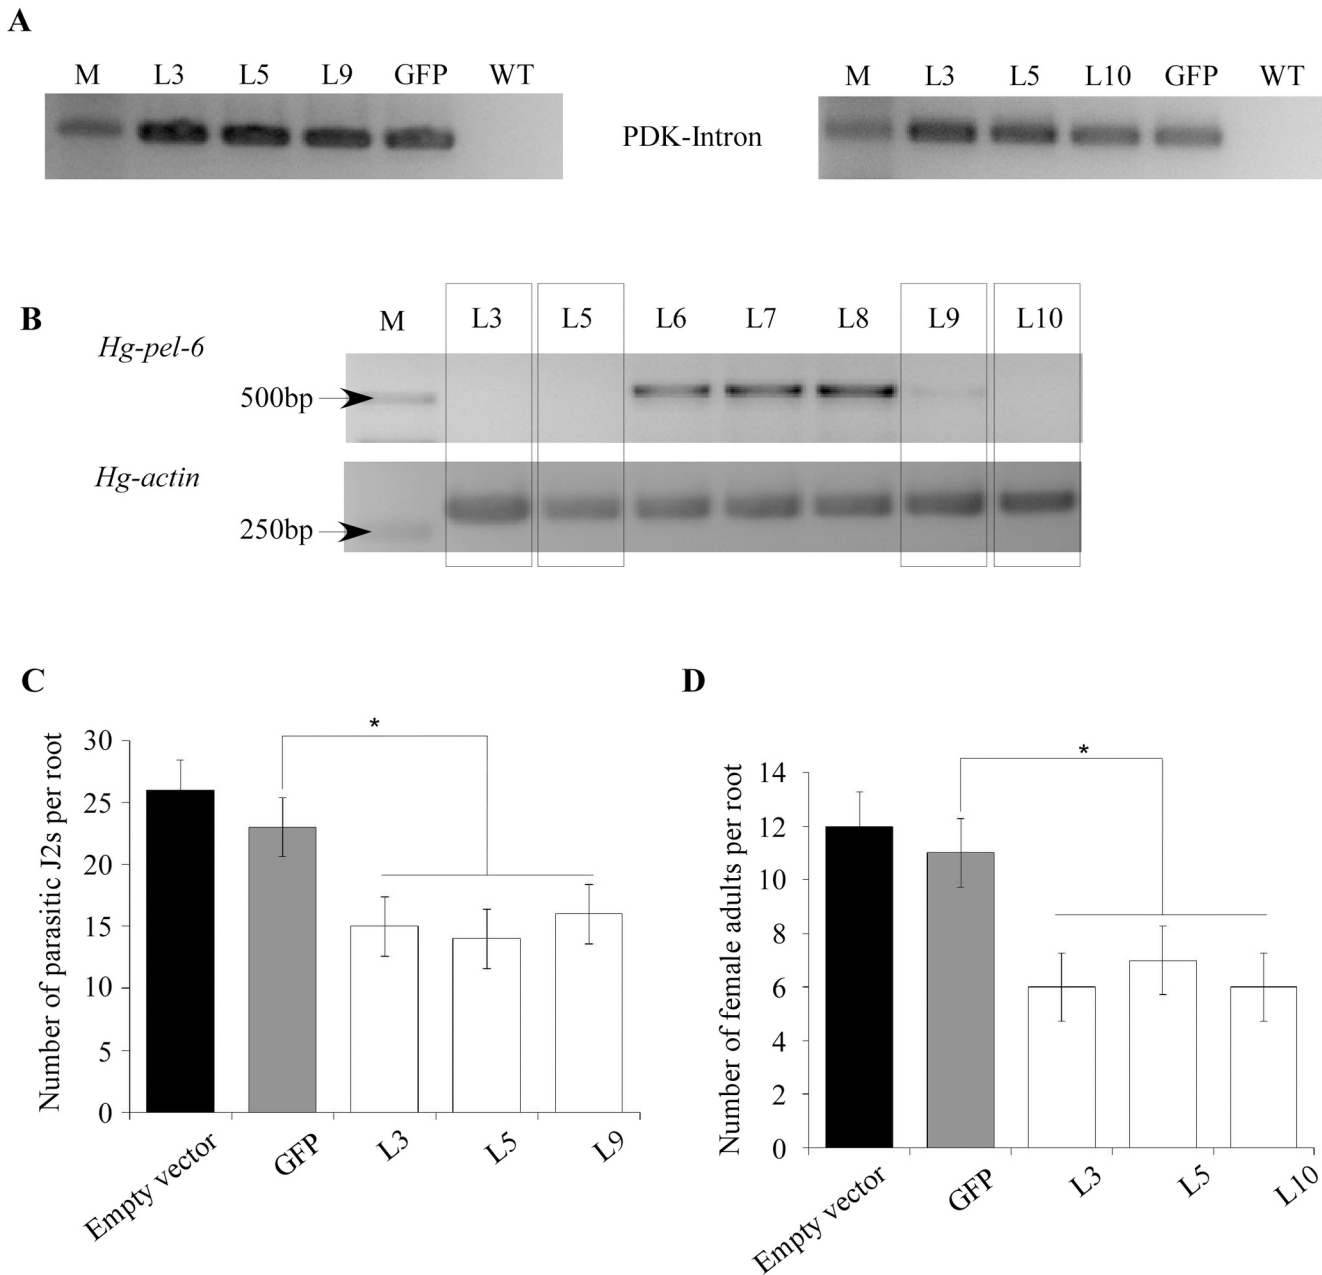 A
M L3 L5 L9 GFP WT
M L3 L5 L10 GFP WT
PDK-Intron
B
M L3 L5 L6 L7 L8 L9 L10
Hg-pel-6
500bp
Hg-actin
250bp
C
*
Number of parasitic J2s per root
30
25
20
15
10
5
0
Empty vector GFP L3 L5 L9
D
*
Number of female adults per root
14
12
10
8
6
4
2
0
Empty vector GFP L3 L5 L10